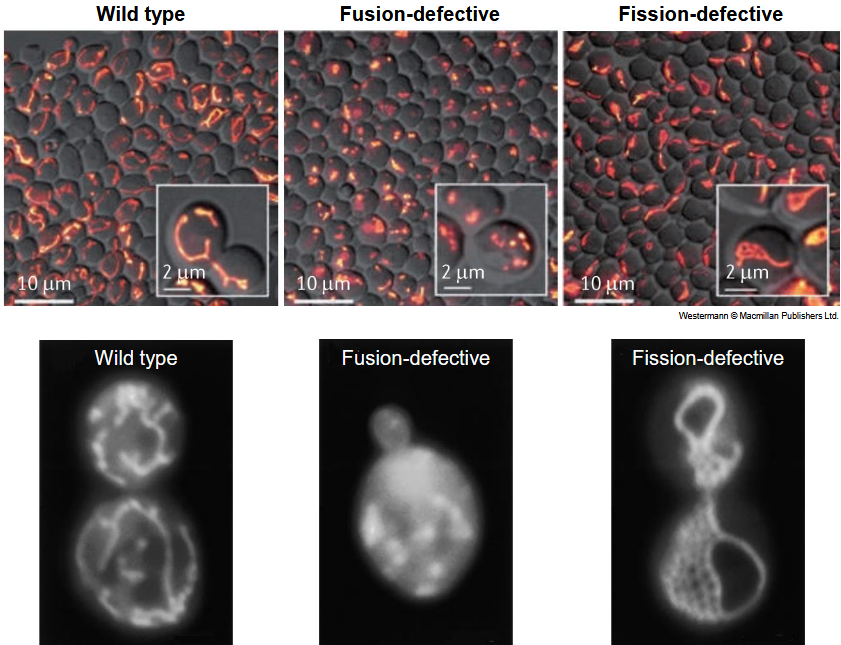 Wild type
Fusion-defective
Fission-defective
10 μm
2 μm
10 μm
2 μm
10 μm
2 μm
Westermann © Macmillan Publishers Ltd.
Wild type
Fusion-defective
Fission-defective